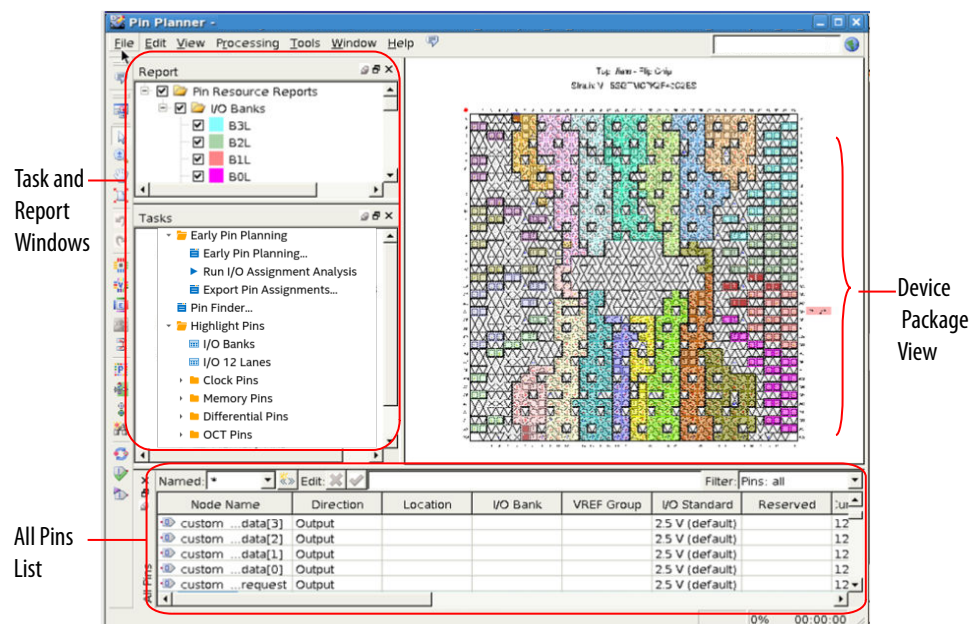 Pin Planner -
File Edit View Processing Tools Window Help
Report
Pin Resource Reports
I/O Banks
B3L
B2L
B1L
B0L
Tasks
Early Pin Planning
Early Pin Planning...
Run I/O Assignment Analysis
Export Pin Assignments...
Pin Finder...
Highlight Pins
I/O Banks
I/O 12 Lanes
Clock Pins
Memory Pins
Differential Pins
OCT Pins
Task and
Report
Windows
Flip Chip
Device
Package
View
Named: * Edit: Filter: Pins: all
Node Name Direction Location I/O Bank VREF Group I/O Standard Reserved
custom ...data[3] Output 2.5 V (default) 12
custom ...data[2] Output 2.5 V (default) 12
custom ...data[1] Output 2.5 V (default) 12
custom ...data[0] Output 2.5 V (default) 12
custom ...request Output 2.5 V (default) 12
All Pins
All Pins
List
0% 00:00:00